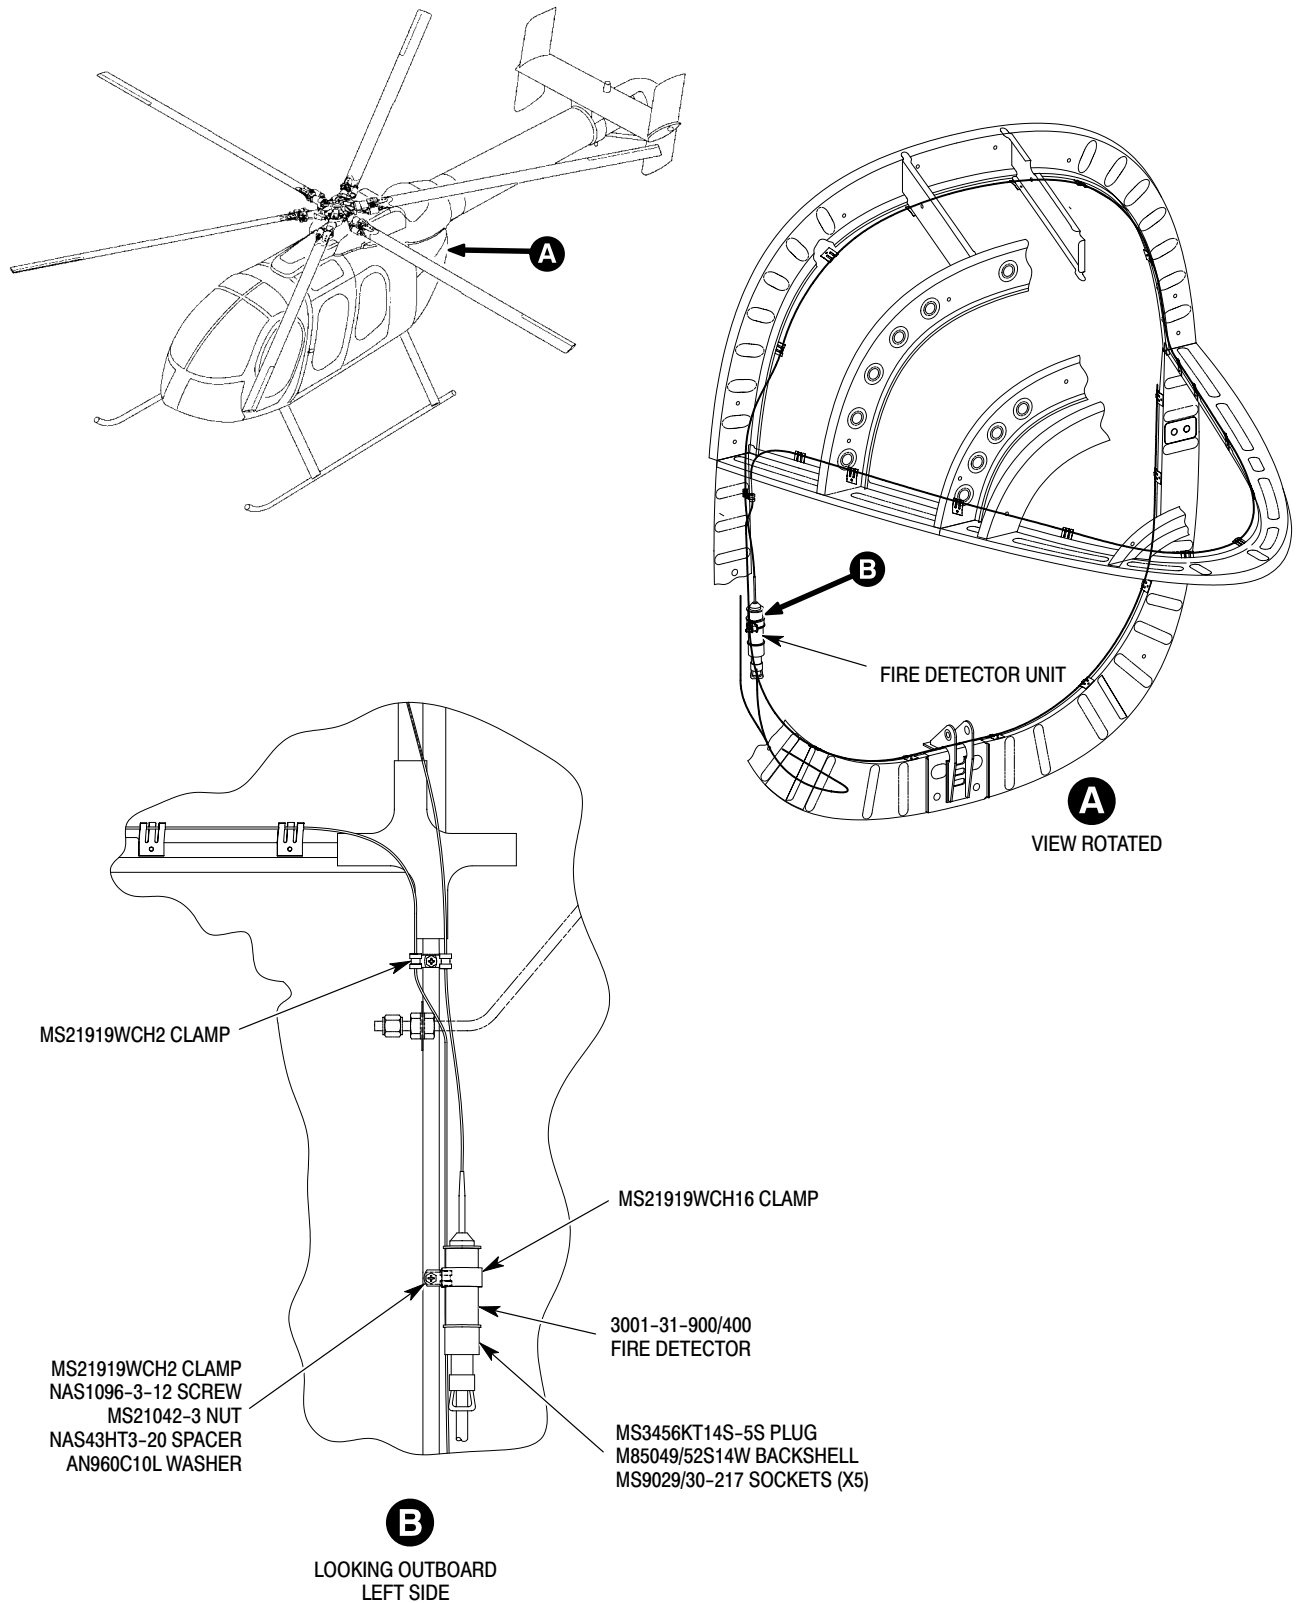 A
B
FIRE DETECTOR UNIT
A
VIEW ROTATED
MS21919WCH2 CLAMP
MS21919WCH16 CLAMP
3001-31-900/400
FIRE DETECTOR
MS21919WCH2 CLAMP
NAS1096-3-12 SCREW
MS21042-3 NUT
NAS43HT3-20 SPACER
AN960C10L WASHER
MS3456KT14S-5S PLUG
M85049/52S14W BACKSHELL
MS9029/30-217 SOCKETS (X5)
B
LOOKING OUTBOARD
LEFT SIDE